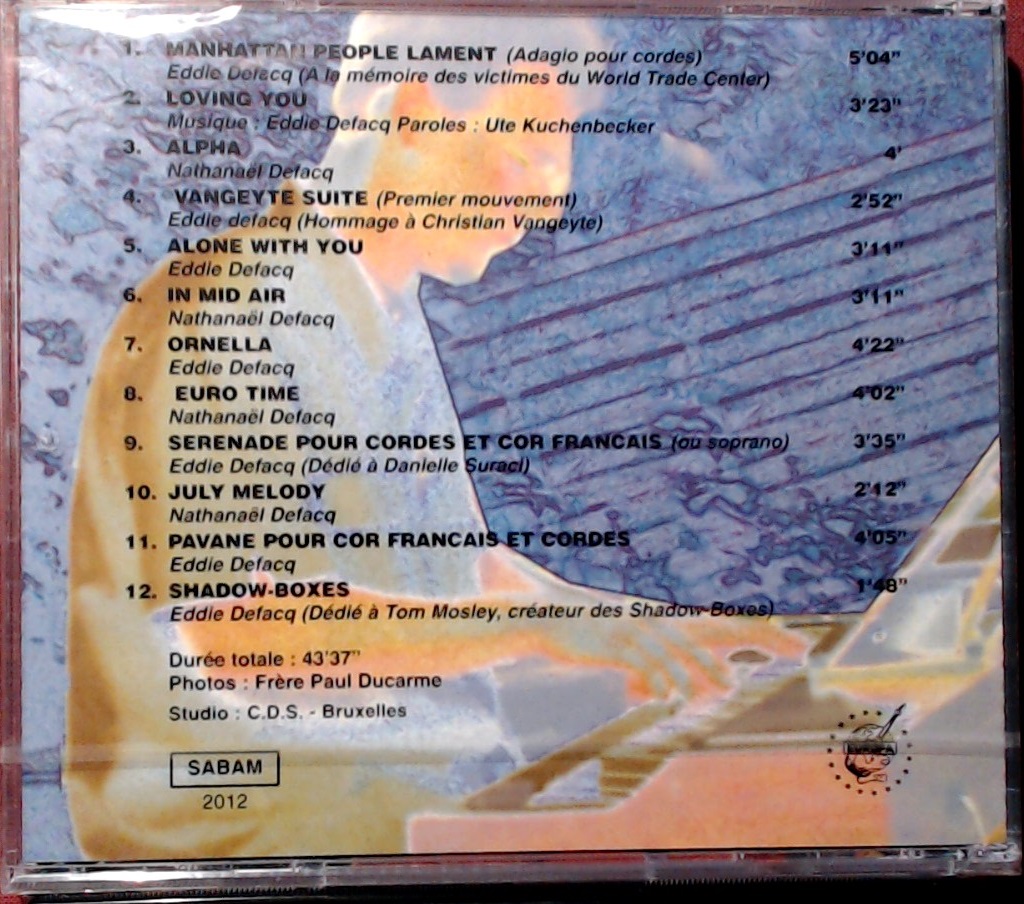 1. MANHATTAN PEOPLE LAMENT (Adagio pour cordes) 5'04"
Eddie Defacq (A la mémoire des victimes du World Trade Center)
2. LOVING YOU 3'23"
Musique : Eddie Defacq Paroles : Ute Kuchenbecker
3. ALPHA 4'
Nathanaël Defacq
4. VANGEYTE SUITE (Premier mouvement) 2'52"
Eddie defacq (Hommage à Christian Vangeyte)
5. ALONE WITH YOU 3'11"
Eddie Defacq
6. IN MID AIR 3'11"
Nathanaël Defacq
7. ORNELLA 4'22"
Eddie Defacq
8. EURO TIME 4'02"
Nathanaël Defacq
9. SERENADE POUR CORDES ET COR FRANCAIS (ou soprano) 3'35"
Eddie Defacq (Dédié à Danielle Suraci)
10. JULY MELODY 2'12"
Nathanaël Defacq
11. PAVANE POUR COR FRANCAIS ET CORDES 4'05"
Eddie Defacq
12. SHADOW-BOXES 1'48"
Eddie Defacq (Dédié à Tom Mosley, créateur des Shadow-Boxes)
Durée totale : 43'37"
Photos : Frère Paul Ducarme
Studio : C.D.S. - Bruxelles
SABAM
2012